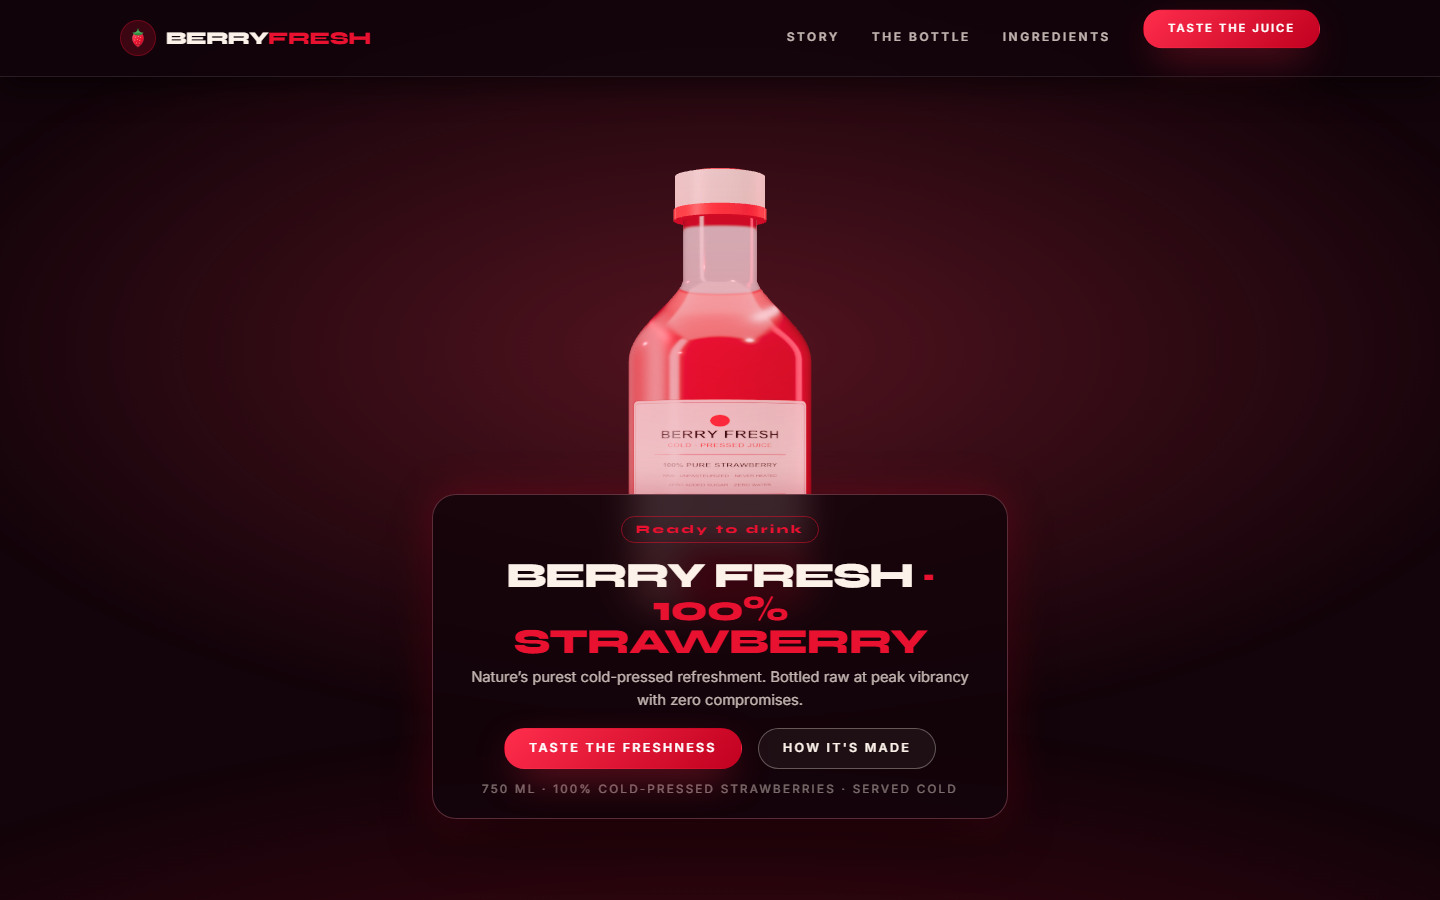 BERRYFRESH
STORY THE BOTTLE INGREDIENTS TASTE THE JUICE
BERRY FRESH
COLD - PRESSED JUICE
100% PURE STRAWBERRY
Ready to drink
BERRY FRESH -
100%
STRAWBERRY
Nature's purest cold-pressed refreshment. Bottled raw at peak vibrancy
with zero compromises.
TASTE THE FRESHNESS HOW IT'S MADE
750 ML · 100% COLD-PRESSED STRAWBERRIES · SERVED COLD